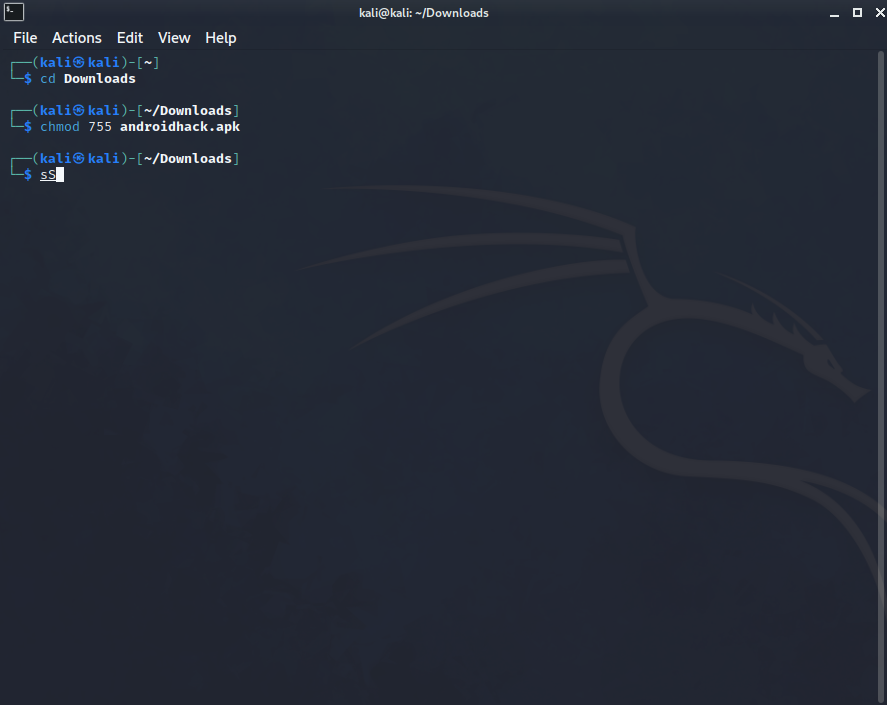 kali@kali: ~/Downloads
File Actions Edit View Help
┌──(kali㉿kali)-[~]
└─$ cd Downloads
┌──(kali㉿kali)-[~/Downloads]
└─$ chmod 755 androidhack.apk
┌──(kali㉿kali)-[~/Downloads]
└─$ sS